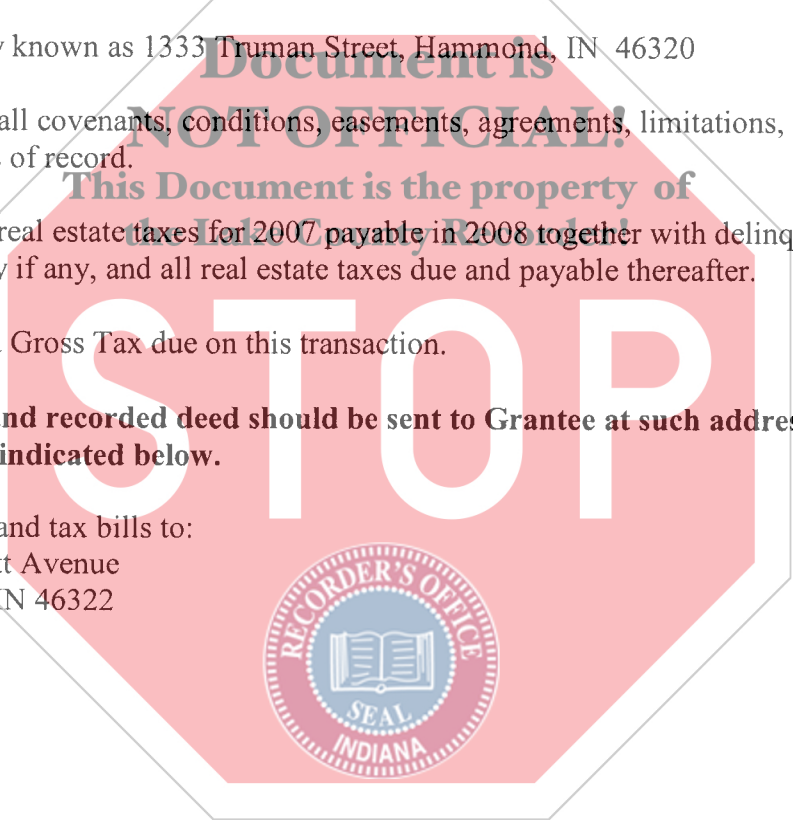 y known as 1333 Truman Street, Hammond, IN 46320
Document is
all covenants, conditions, easements, agreements, limitations,
NOT OFFICIAL!
of record.
This Document is the property of
real estate taxes for 2007 payable in 2008 together with delinq
the Lake County Recorder!
y if any, and all real estate taxes due and payable thereafter.
Gross Tax due on this transaction.
STOP
nd recorded deed should be sent to Grantee at such addres
indicated below.
and tax bills to:
tt Avenue
IN 46322
RECORDER'S OFFICE
SEAL
INDIANA